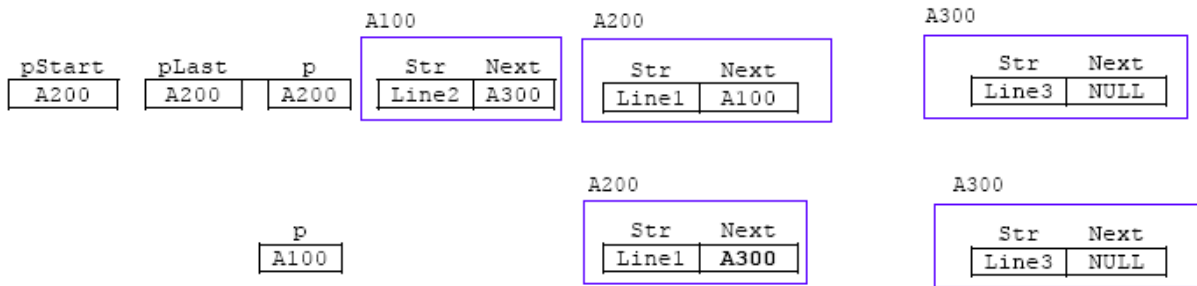 A100 A200 A300
pStart pLast p Str Next Str Next Str Next
A200 A200 A200 Line2 A300 Line1 A100 Line3 NULL
A200 A300
p Str Next Str Next
A100 Line1 A300 Line3 NULL